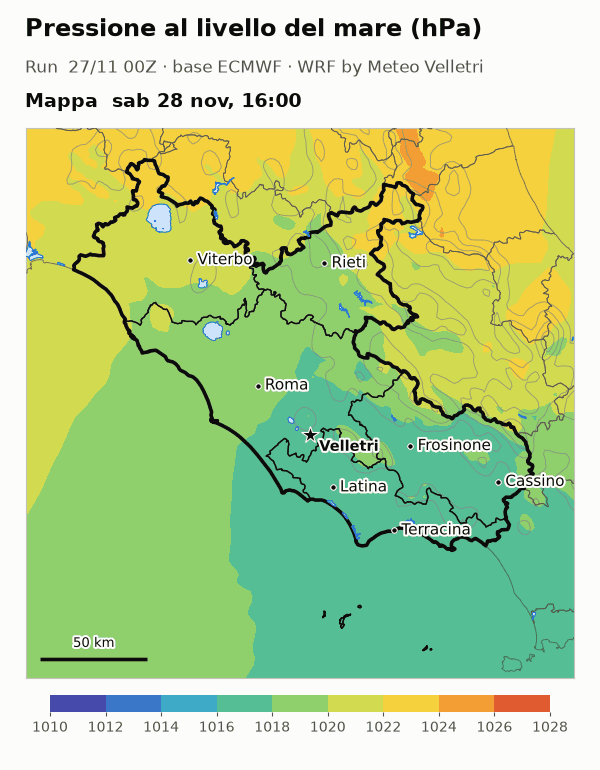 Pressione al livello del mare (hPa)
Run  27/11 00Z · base ECMWF · WRF by Meteo Velletri
Mappa  sab 28 nov, 16:00
Viterbo
Rieti
Roma
Velletri
Frosinone
Cassino
Latina
Terracina
50 km
1010 1012 1014 1016 1018 1020 1022 1024 1026 1028